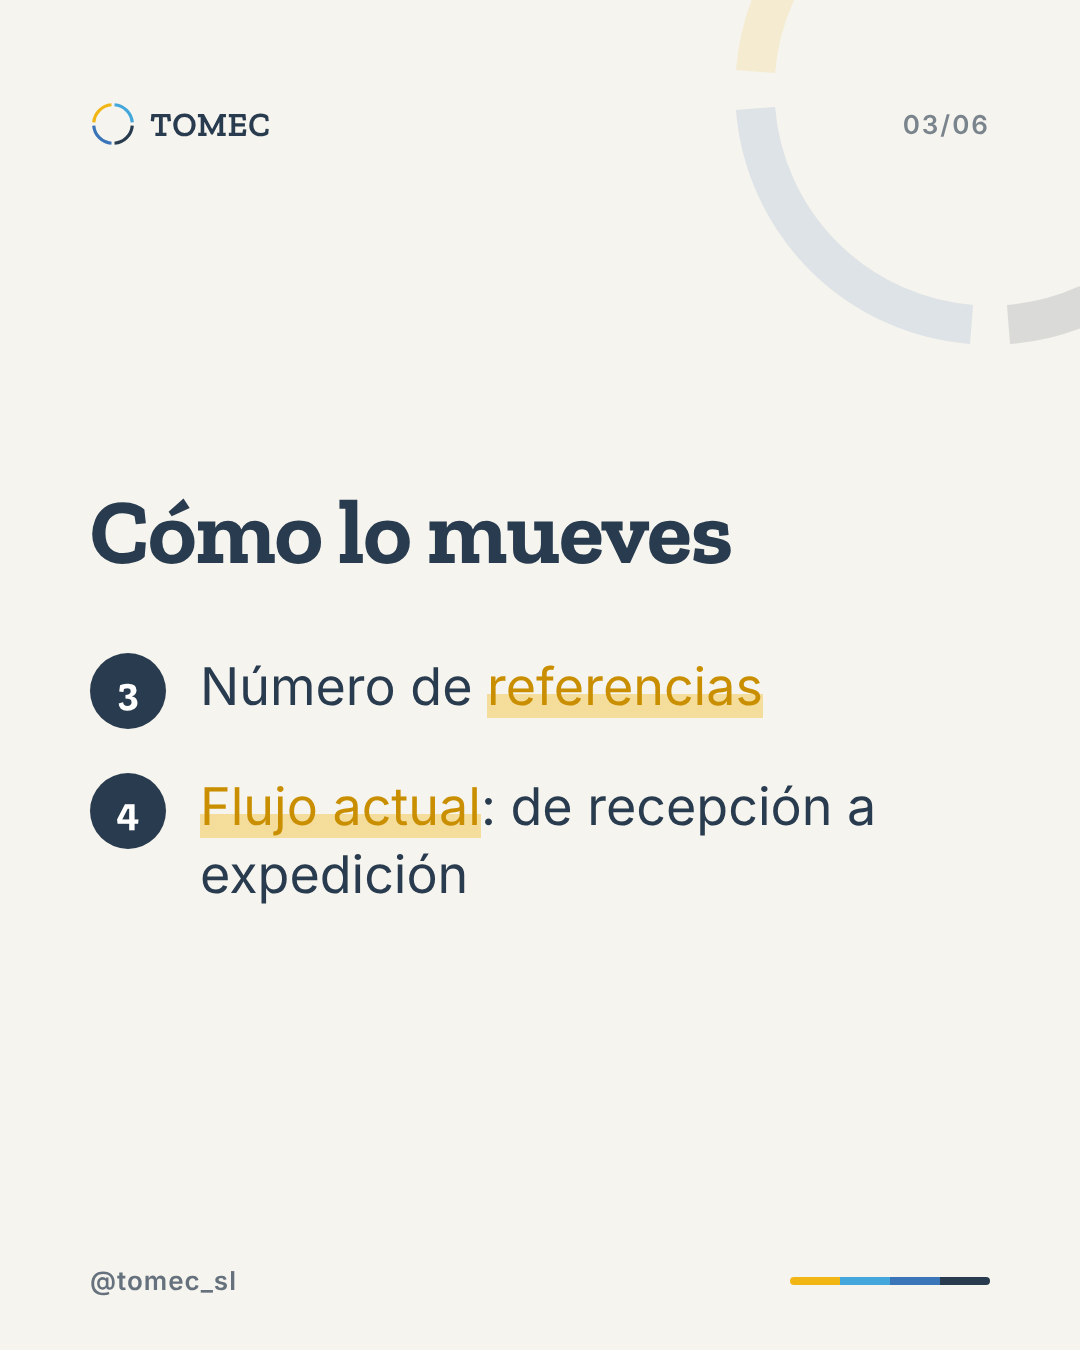 TOMEC
03/06
Cómo lo mueves
3 Número de referencias
4 Flujo actual: de recepción a
expedición
@tomec_sl